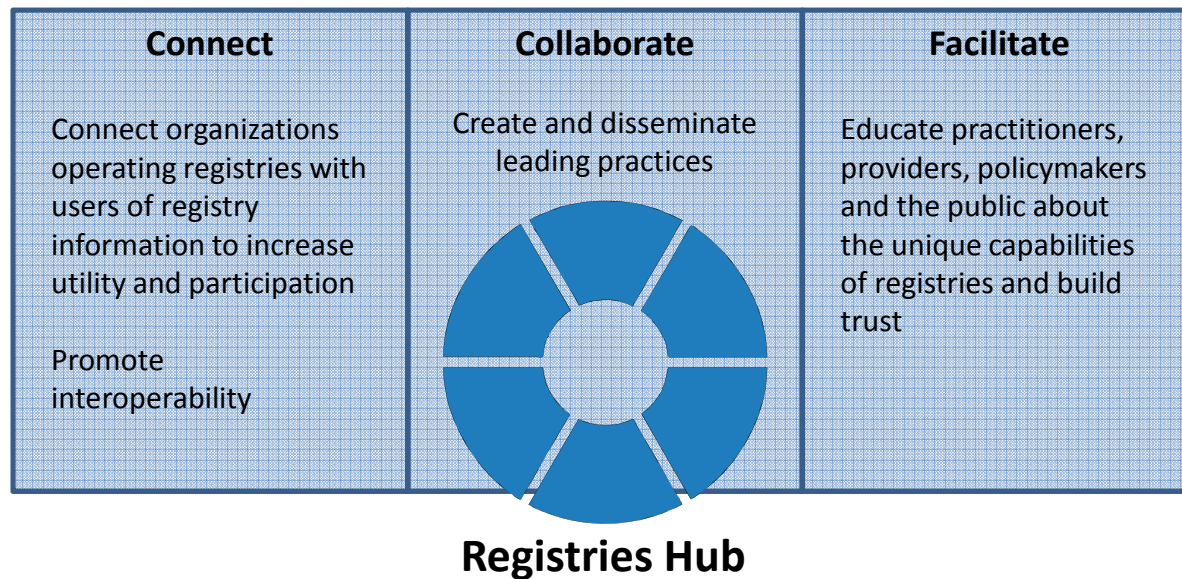 Connect
Connect organizations
operating registries with
users of registry
information to increase
utility and participation
Promote
interoperability
Collaborate
Create and disseminate
leading practices
Facilitate
Educate practitioners,
providers, policymakers
and the public about
the unique capabilities
of registries and build
trust
Registries Hub